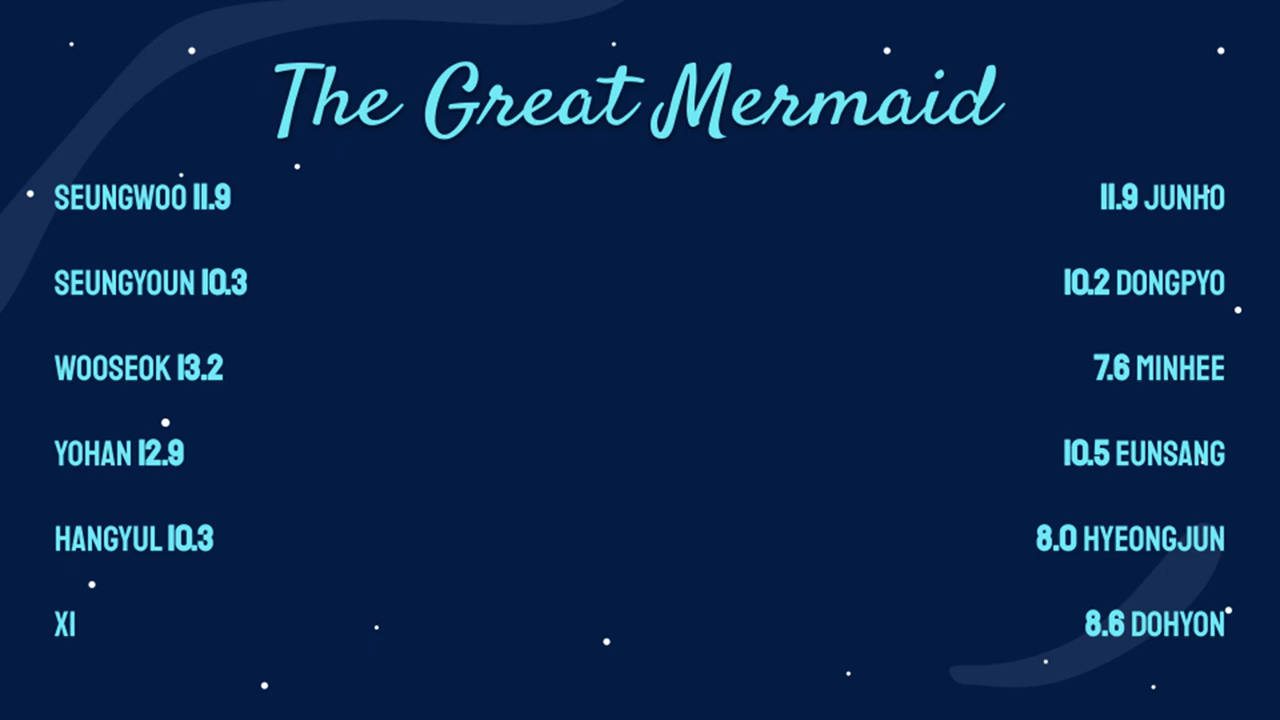 The Great Mermaid
SEUNGWOO 11.9
11.9 JUNHO
SEUNGYOUN 10.3
10.2 DONGPYO
WOOSEOK 13.2
7.6 MINHEE
YOHAN 12.9
10.5 EUNSANG
HANGYUL 10.3
8.0 HYEONGJUN
X1
8.6 DOHYON